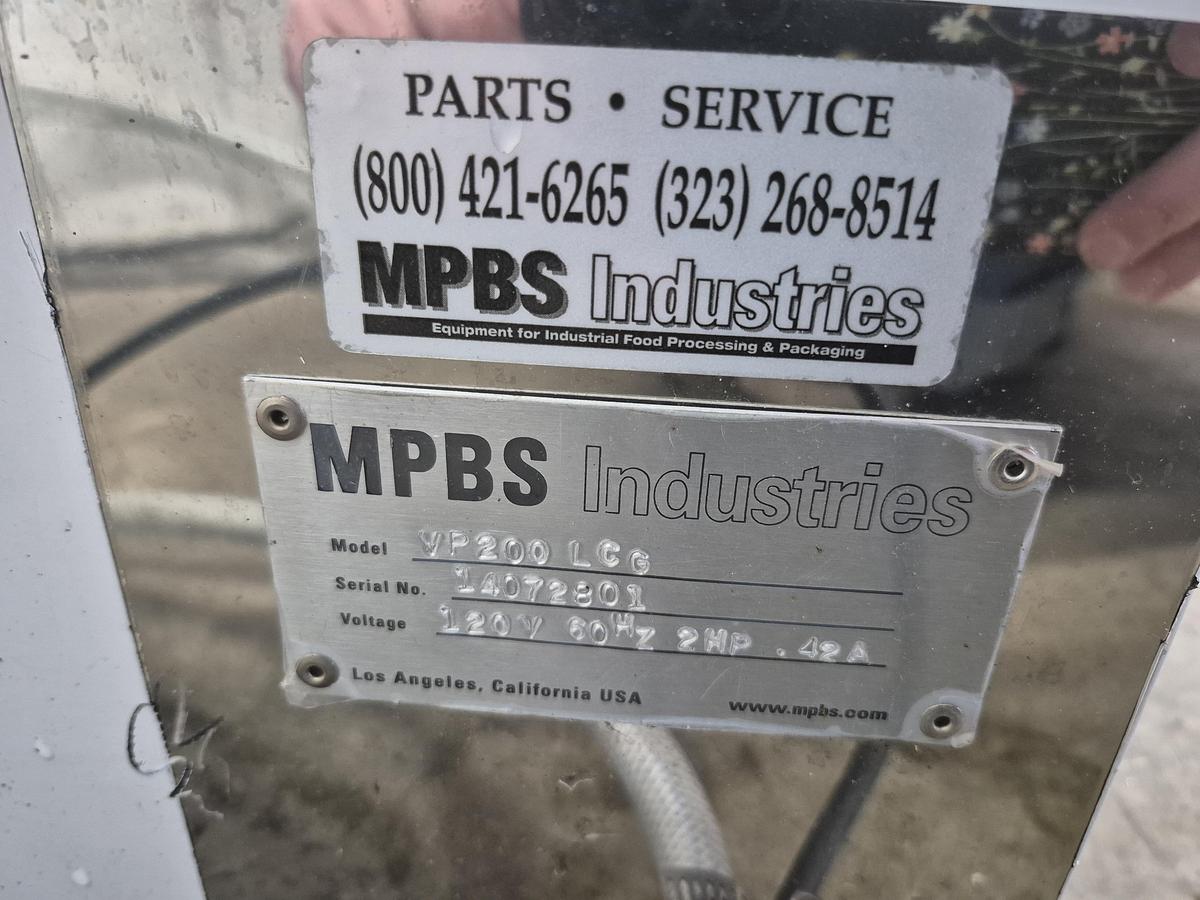 PARTS • SERVICE
(800) 421-6265 (323) 268-8514
MPBS Industries
Equipment for Industrial Food Processing & Packaging
MPBS Industries
Model VP200 LCG
Serial No. 14072801
Voltage 120V 60HZ 2HP .42A
Los Angeles, California USA www.mpbs.com